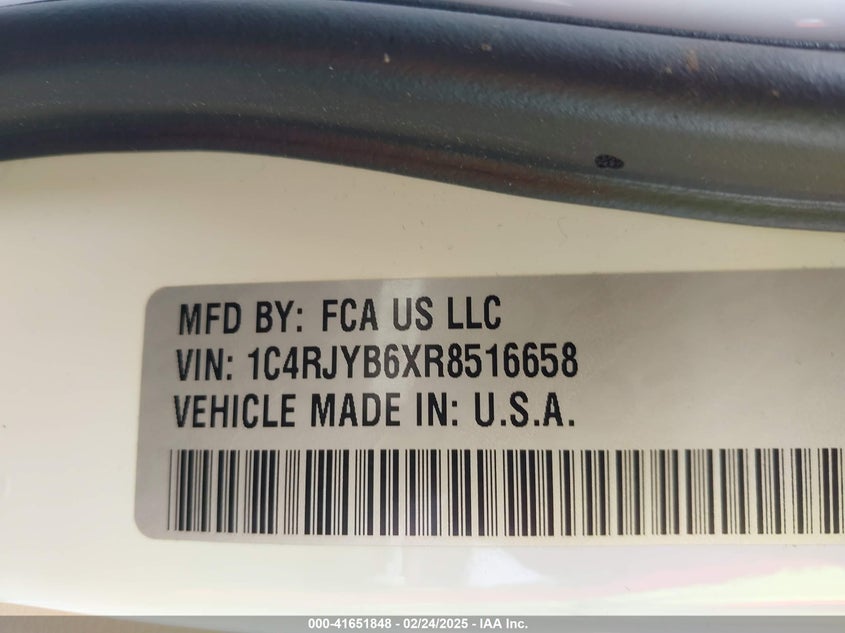 MFD BY: FCA US LLC
VIN: 1C4RJYB6XR8516658
VEHICLE MADE IN: U.S.A.
000-41651848 - 02/24/2025 - IAA Inc.